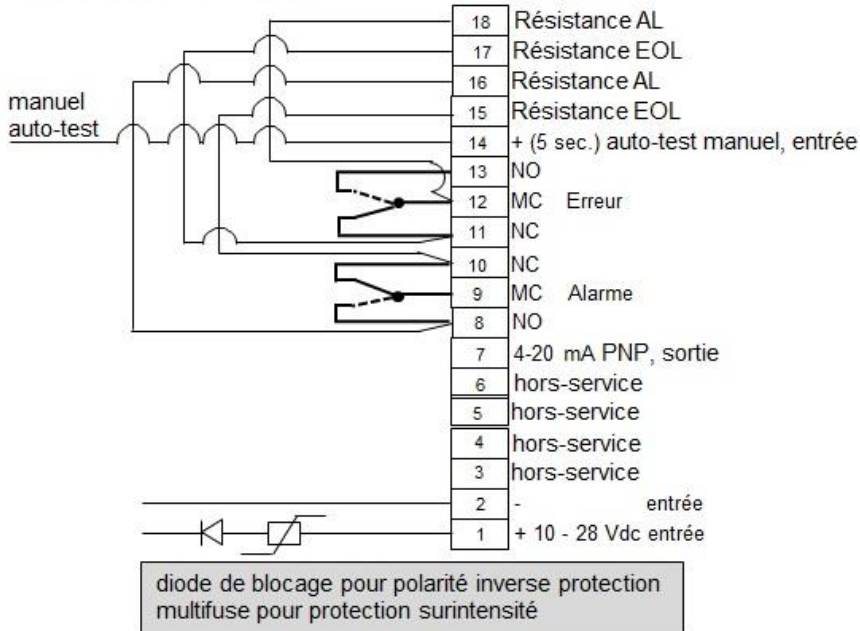 18 Résistance AL
17 Résistance EOL
16 Résistance AL
manuel
15 Résistance EOL
auto-test
14 + (5 sec.) auto-test manuel, entrée
13 NO
12 MC Erreur
11 NC
10 NC
9 MC Alarme
8 NO
7 4-20 mA PNP, sortie
6 hors-service
5 hors-service
4 hors-service
3 hors-service
2 - entrée
1 + 10 - 28 Vdc entrée
diode de blocage pour polarité inverse protection
multifuse pour protection surintensité